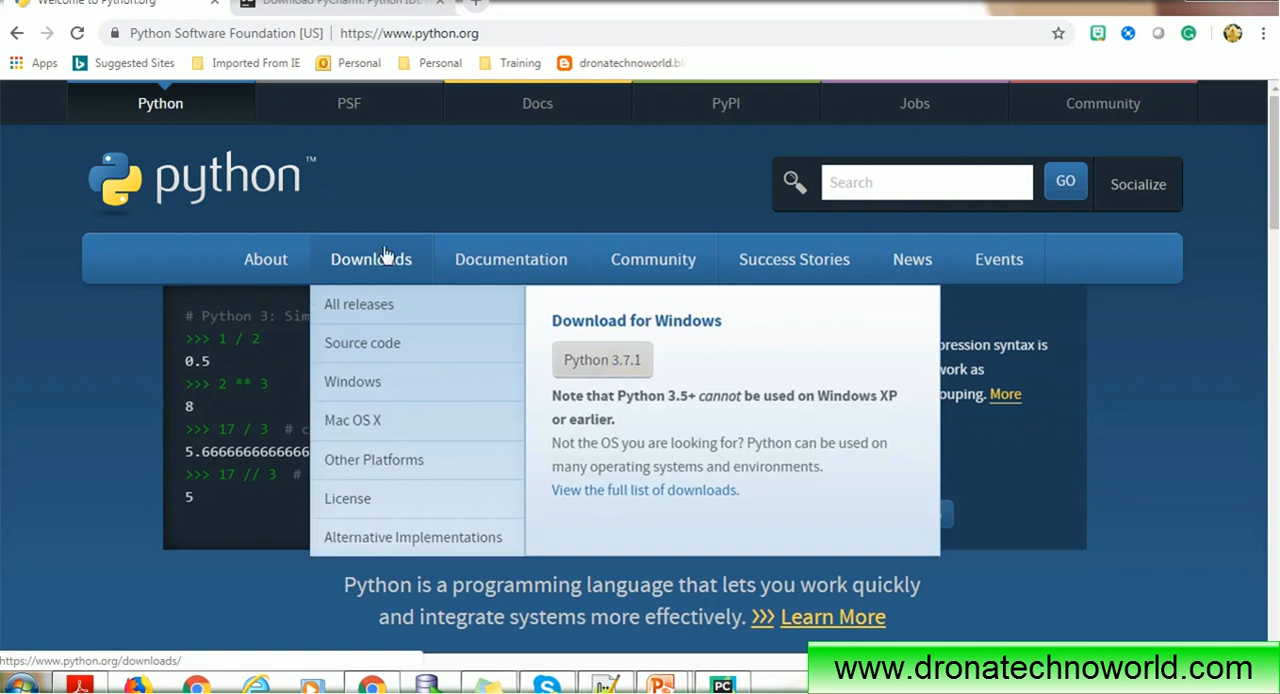 Welcome to Python.org
Download PyCharm: Python IDE
Python Software Foundation [US] | https://www.python.org
Apps Suggested Sites Imported From IE Personal Personal Training dronatechnoworld.bl
Python PSF Docs PyPI Jobs Community
python™
Search GO Socialize
About Downloads Documentation Community Success Stories News Events
# Python 3: Sim
>>> 1 / 2
0.5
>>> 2 ** 3
8
>>> 17 / 3 # c
5.6666666666666
>>> 17 // 3 #
5
All releases
Source code
Windows
Mac OS X
Other Platforms
License
Alternative Implementations
Download for Windows
Python 3.7.1
Note that Python 3.5+ cannot be used on Windows XP
or earlier.
Not the OS you are looking for? Python can be used on
many operating systems and environments.
View the full list of downloads.
pression syntax is
work as
ouping. More
Python is a programming language that lets you work quickly
and integrate systems more effectively. >>> Learn More
https://www.python.org/downloads/
PC
www.dronatechnoworld.com